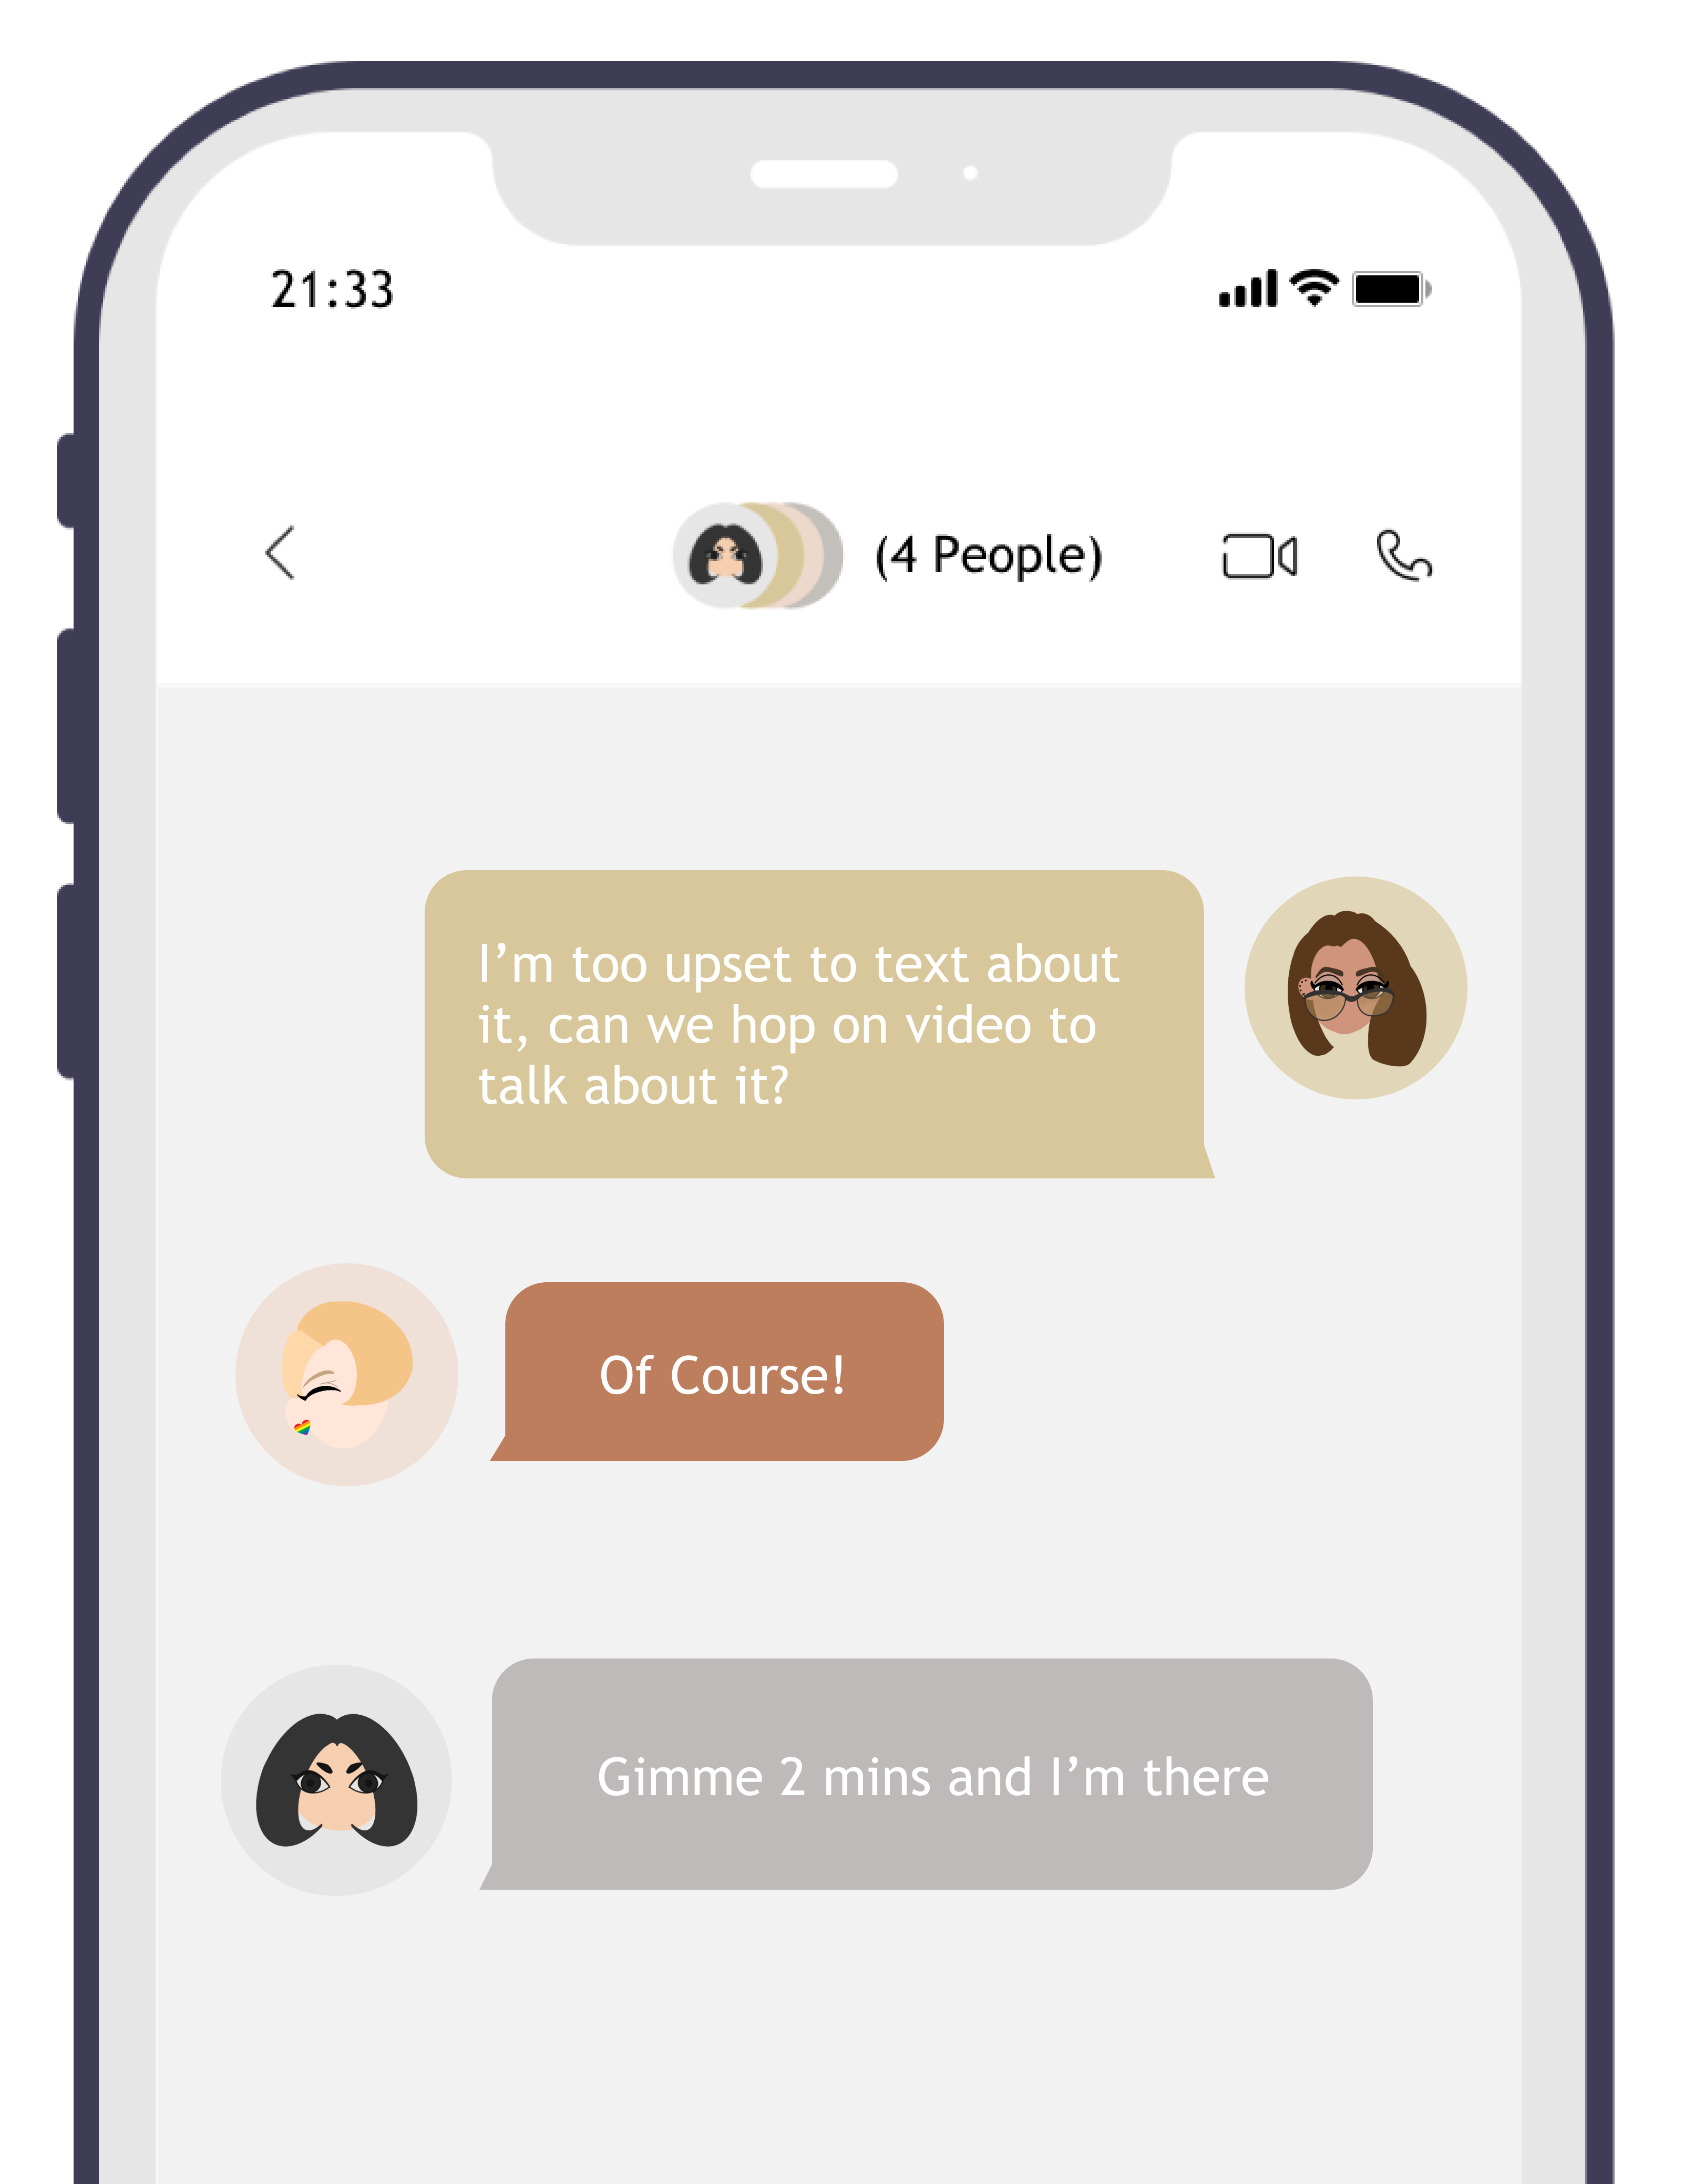 21:33
(4 People)
I’m too upset to text about
it, can we hop on video to
talk about it?
Of Course!
Gimme 2 mins and I’m there